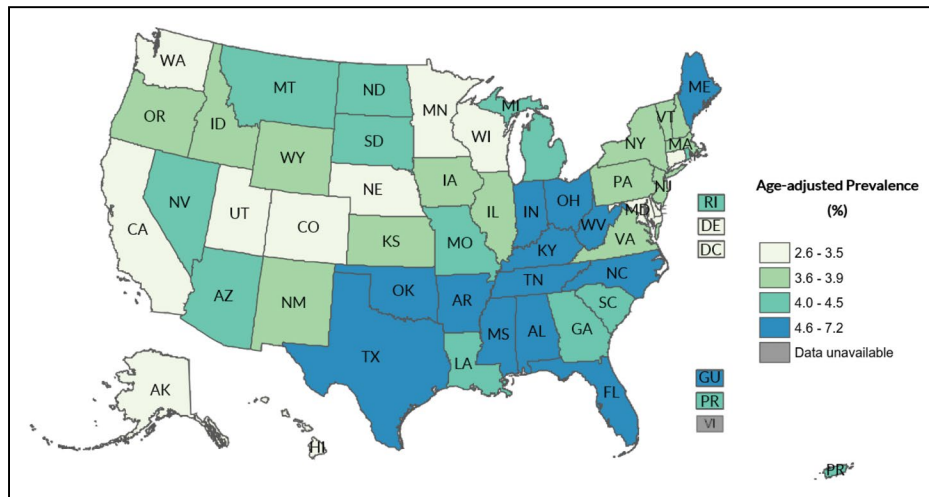 WA
MT
ND
MN
MI
ME
OR
ID
SD
WI
VT
NY
MA
WY
IA
PA
NJ
NE
NV
UT
CO
IL
IN
OH
MD
WV
VA
CA
KS
MO
KY
AZ
NM
OK
AR
TN
NC
SC
TX
MS
AL
GA
LA
FL
AK
HI
PR
RI
DE
DC
GU
PR
VI
Age-adjusted Prevalence
(%)
2.6 - 3.5
3.6 - 3.9
4.0 - 4.5
4.6 - 7.2
Data unavailable